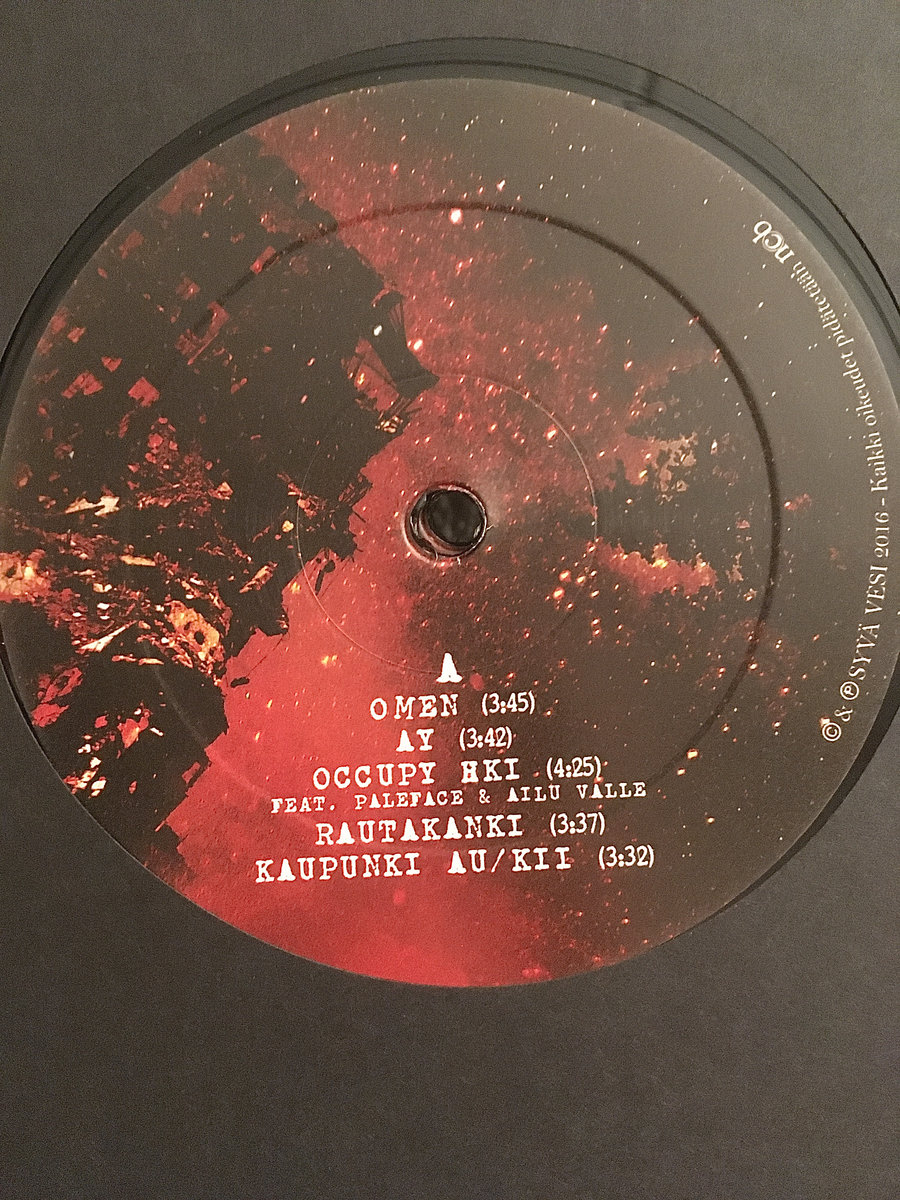 A
OMEN (3:45)
AY (3:42)
OCCUPY HKI (4:25)
FEAT. PALEFACE & AILU VALLE
RAUTAKANKI (3:37)
KAUPUNKI AU/KII (3:32)
© & ℗ SYVÄ VESI 2016 - Kaikki oikeudet pidätetään ncb